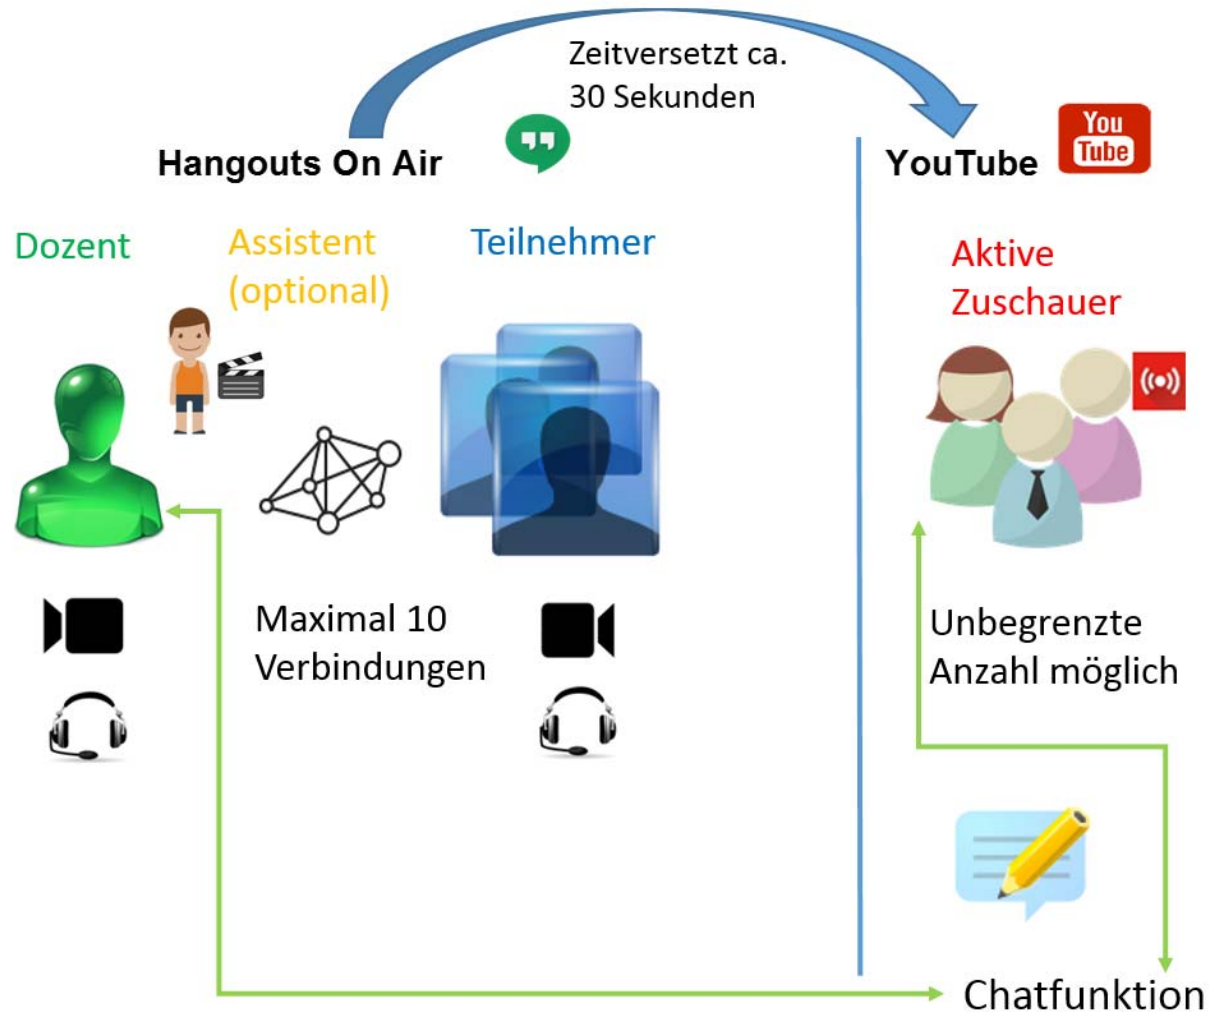 Zeitversetzt ca.
30 Sekunden
Hangouts On Air
YouTube
You
Tube
Dozent
Assistent
(optional)
Teilnehmer
Aktive
Zuschauer
Maximal 10
Verbindungen
Unbegrenzte
Anzahl möglich
Chatfunktion